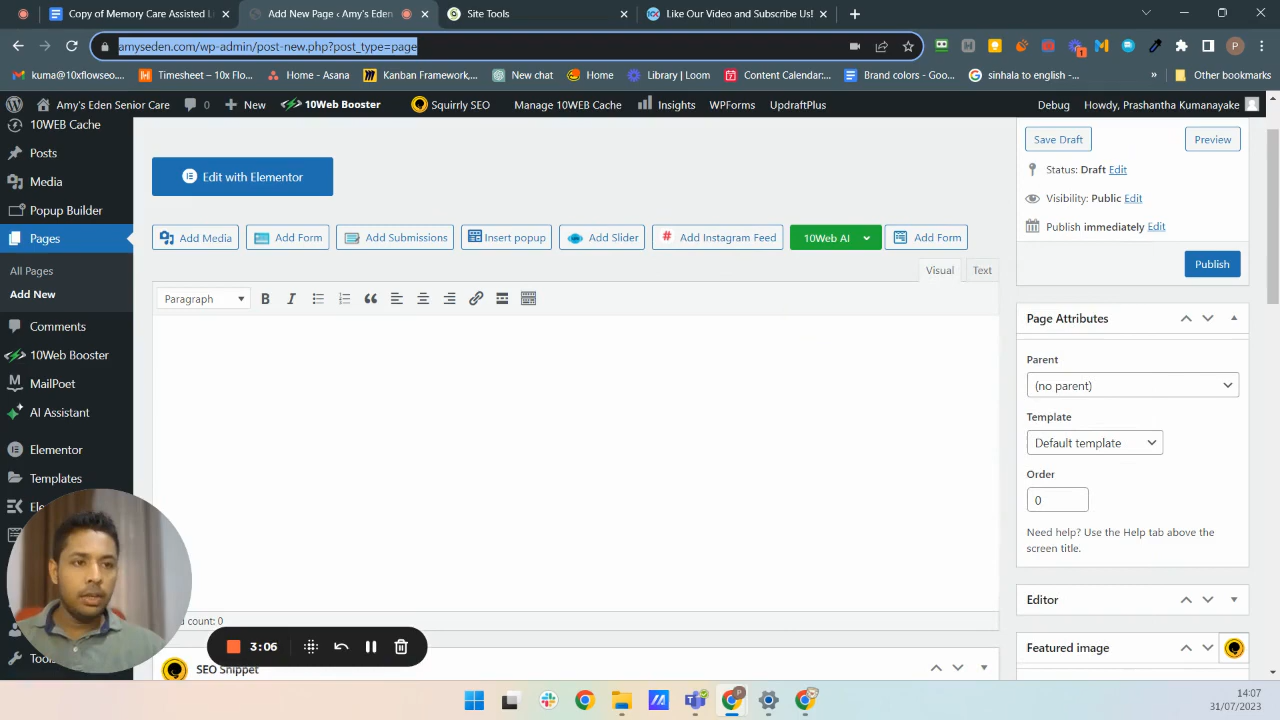 Copy of Memory Care Assisted L
Add New Page ‹ Amy's Eden
Site Tools
Like Our Video and Subscribe Us!
amyseden.com/wp-admin/post-new.php?post_type=page
kuma@10xflowseo....
Timesheet – 10x Flo...
Home - Asana
Kanban Framework,...
New chat
Home
Library | Loom
Content Calendar:...
Brand colors - Goo...
sinhala to english -...
Other bookmarks
Amy's Eden Senior Care
New
10Web Booster
Squirrly SEO
Manage 10WEB Cache
Insights
WPForms
UpdraftPlus
Debug
Howdy, Prashantha Kumanayake
10WEB Cache
Posts
Media
Popup Builder
Pages
All Pages
Add New
Comments
10Web Booster
MailPoet
AI Assistant
Elementor
Templates
Ele
Tools
Edit with Elementor
Add Media
Add Form
Add Submissions
Insert popup
Add Slider
Add Instagram Feed
10Web AI
Add Form
Visual
Text
Paragraph
count: 0
3:06
SEO Snippet
Save Draft
Preview
Status: Draft Edit
Visibility: Public Edit
Publish immediately Edit
Publish
Page Attributes
Parent
(no parent)
Template
Default template
Order
0
Need help? Use the Help tab above the
screen title.
Editor
Featured image
14:07
31/07/2023